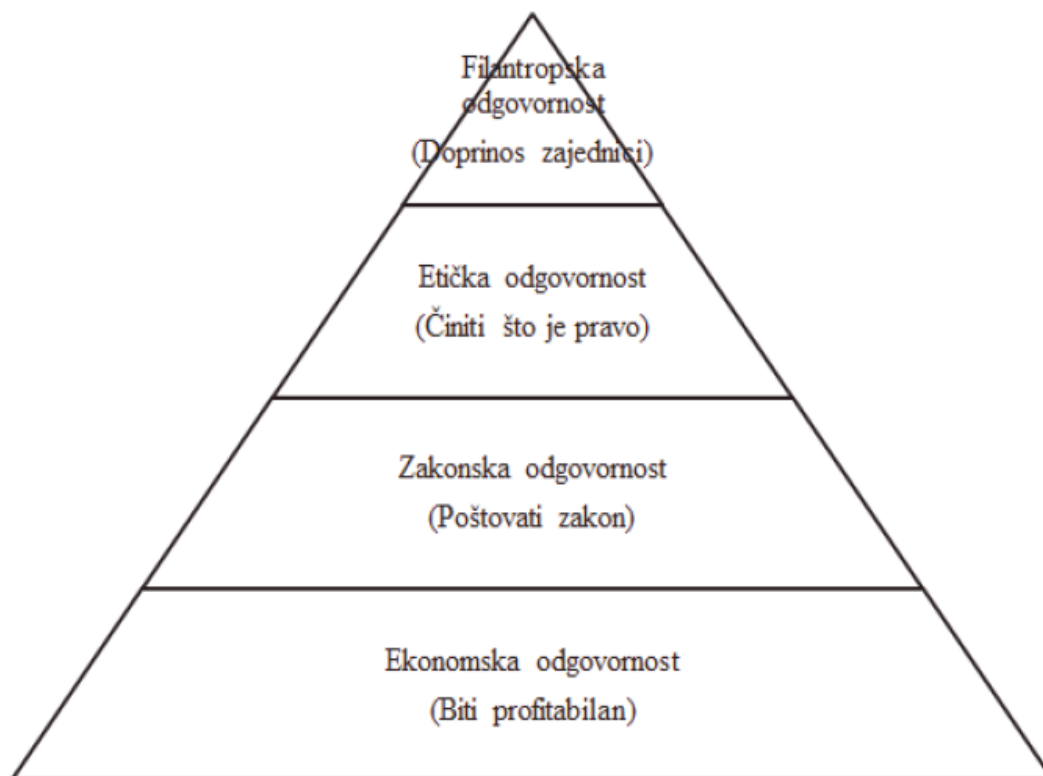 Filantropska
odgovornost
(Doprinos zajednici)
Etička odgovornost
(Činiti što je pravo)
Zakonska odgovornost
(Poštovati zakon)
Ekonomska odgovornost
(Biti profitabilan)